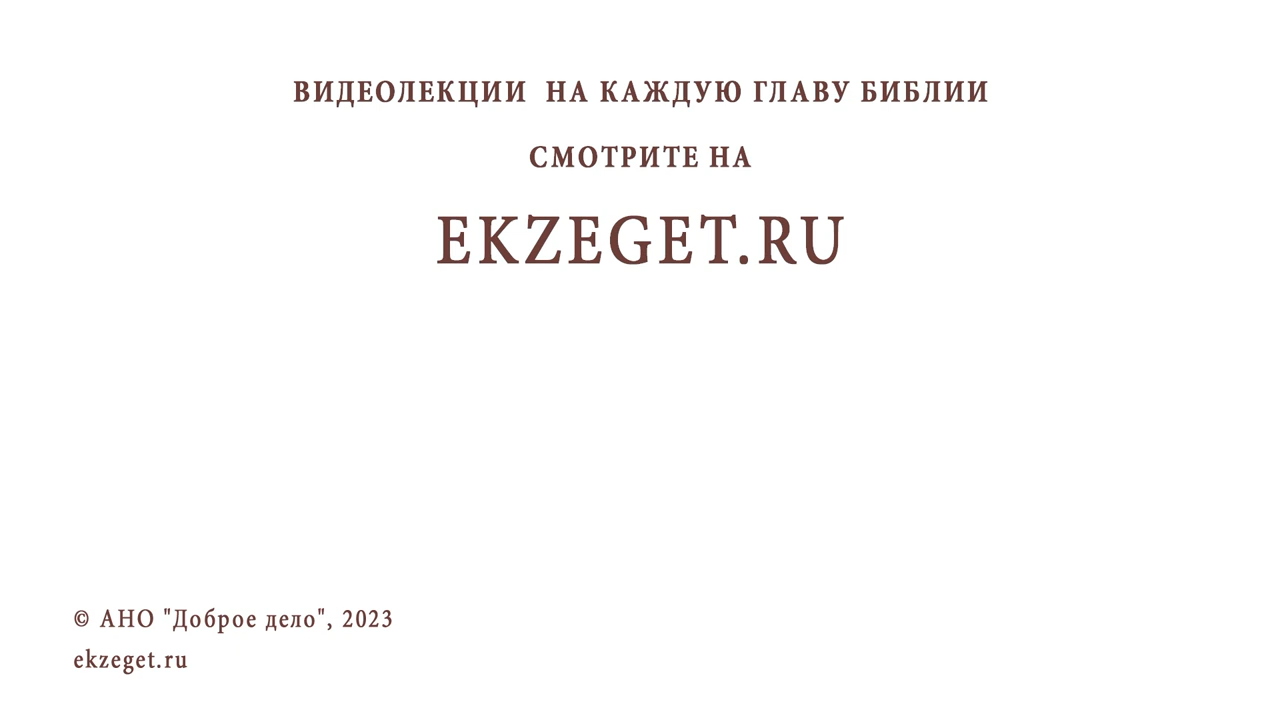 ВИДЕОЛЕКЦИИ  НА КАЖДУЮ ГЛАВУ БИБЛИИ
СМОТРИТЕ НА
EKZEGET.RU
© АНО "Доброе дело", 2023
ekzeget.ru